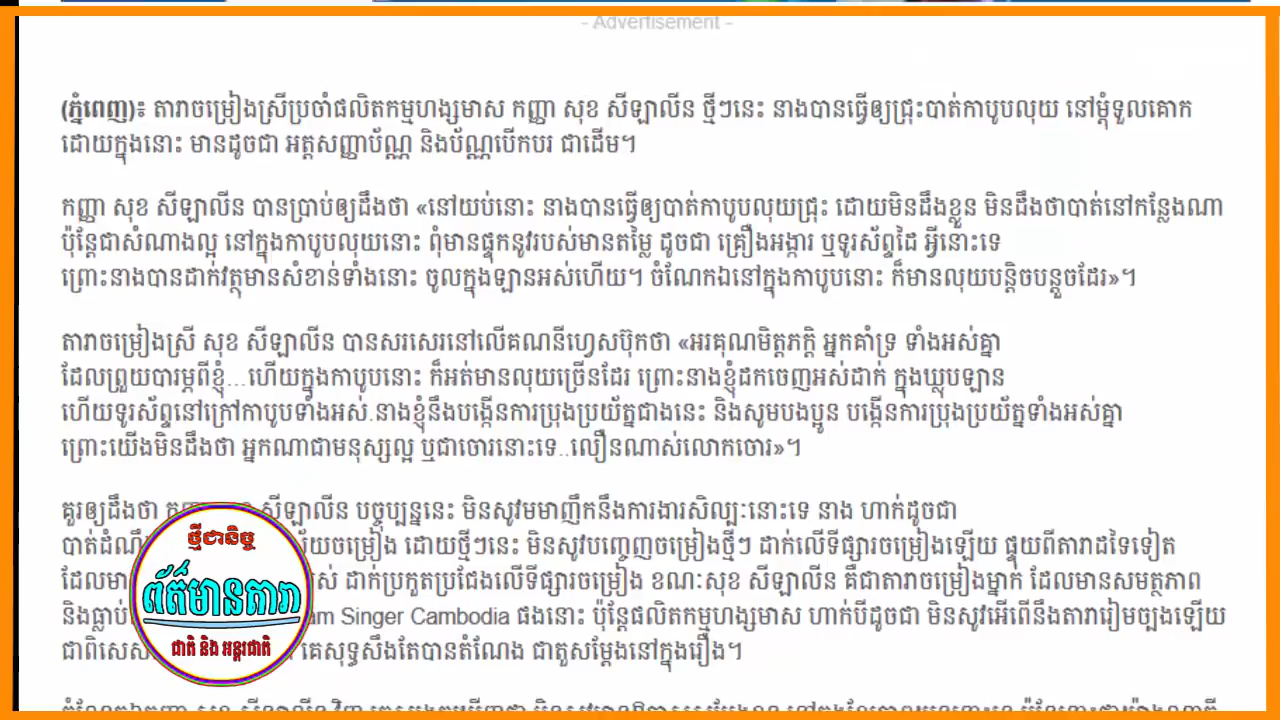 - Advertisement -
(ភ្នំពេញ)៖ តារាចម្រៀងស្រីប្រចាំផលិតកម្មហង្សមាស កញ្ញា សុខ សីឡាលីន ថ្មីៗនេះ នាងបានធ្វើឲ្យជ្រុះបាត់កាបូបលុយ នៅម្ដុំទួលគោក
ដោយក្នុងនោះ មានដូចជា អត្តសញ្ញាប័ណ្ណ និងប័ណ្ណបើកបរ ជាដើម។
កញ្ញា សុខ សីឡាលីន បានប្រាប់ឲ្យដឹងថា «នៅយប់នោះ នាងបានធ្វើឲ្យបាត់កាបូបលុយជ្រុះ ដោយមិនដឹងខ្លួន មិនដឹងថាបាត់នៅកន្លែងណា
ប៉ុន្តែជាសំណាងល្អ នៅក្នុងកាបូបលុយនោះ ពុំមានផ្ទុកនូវរបស់មានតម្លៃ ដូចជា គ្រឿងអង្ការ ឬទូរស័ព្ទដៃ អ្វីនោះទេ
ព្រោះនាងបានដាក់វត្ថុមានសំខាន់ទាំងនោះ ចូលក្នុងឡានអស់ហើយ។ ចំណែកឯនៅក្នុងកាបូបនោះ ក៏មានលុយបន្តិចបន្តួចដែរ»។
តារាចម្រៀងស្រី សុខ សីឡាលីន បានសរសេរនៅលើគណនីហ្វេសប៊ុកថា «អរគុណមិត្តភក្តិ អ្នកគាំទ្រ ទាំងអស់គ្នា
ដែលព្រួយបារម្ភពីខ្ញុំ...ហើយក្នុងកាបូបនោះ ក៏អត់មានលុយច្រើនដែរ ព្រោះនាងខ្ញុំដកចេញអស់ដាក់ ក្នុងឃ្លុបឡាន
ហើយទូរស័ព្ទនៅក្រៅកាបូបទាំងអស់.នាងខ្ញុំនឹងបង្កើនការប្រុងប្រយ័ត្នជាងនេះ និងសូមបងប្អូន បង្កើនការប្រុងប្រយ័ត្នទាំងអស់គ្នា
ព្រោះយើងមិនដឹងថា អ្នកណាជាមនុស្សល្អ ឬជាចោរនោះទេ..លឿនណាស់លោកចោរ»។
គួរឲ្យដឹងថា សីឡាលីន បច្ចុប្បន្ននេះ មិនសូវមមាញឹកនឹងការងារសិល្បៈនោះទេ នាង ហាក់ដូចជា
ចម្រៀង ដោយថ្មីៗនេះ មិនសូវបញ្ចេញចម្រៀងថ្មីៗ ដាក់លើទីផ្សារចម្រៀងឡើយ ផ្ទុយពីតារាដទៃទៀត
ដាក់ប្រកួតប្រជែងលើទីផ្សារចម្រៀង ខណៈសុខ សីឡាលីន គឺជាតារាចម្រៀងម្នាក់ ដែលមានសមត្ថភាព
Singer Cambodia ផងនោះ ប៉ុន្តែផលិតកម្មហង្សមាស ហាក់បីដូចជា មិនសូវអើពើនឹងតារារៀមច្បងឡើយ
ជាពិសេស គេសុទ្ធសឹងតែបានតំណែង ជាតួសម្ដែងនៅក្នុងរឿង។
ថ្មីជានិច្ច
ព័ត៌មានតារា
ជាតិ និង អន្តរជាតិ